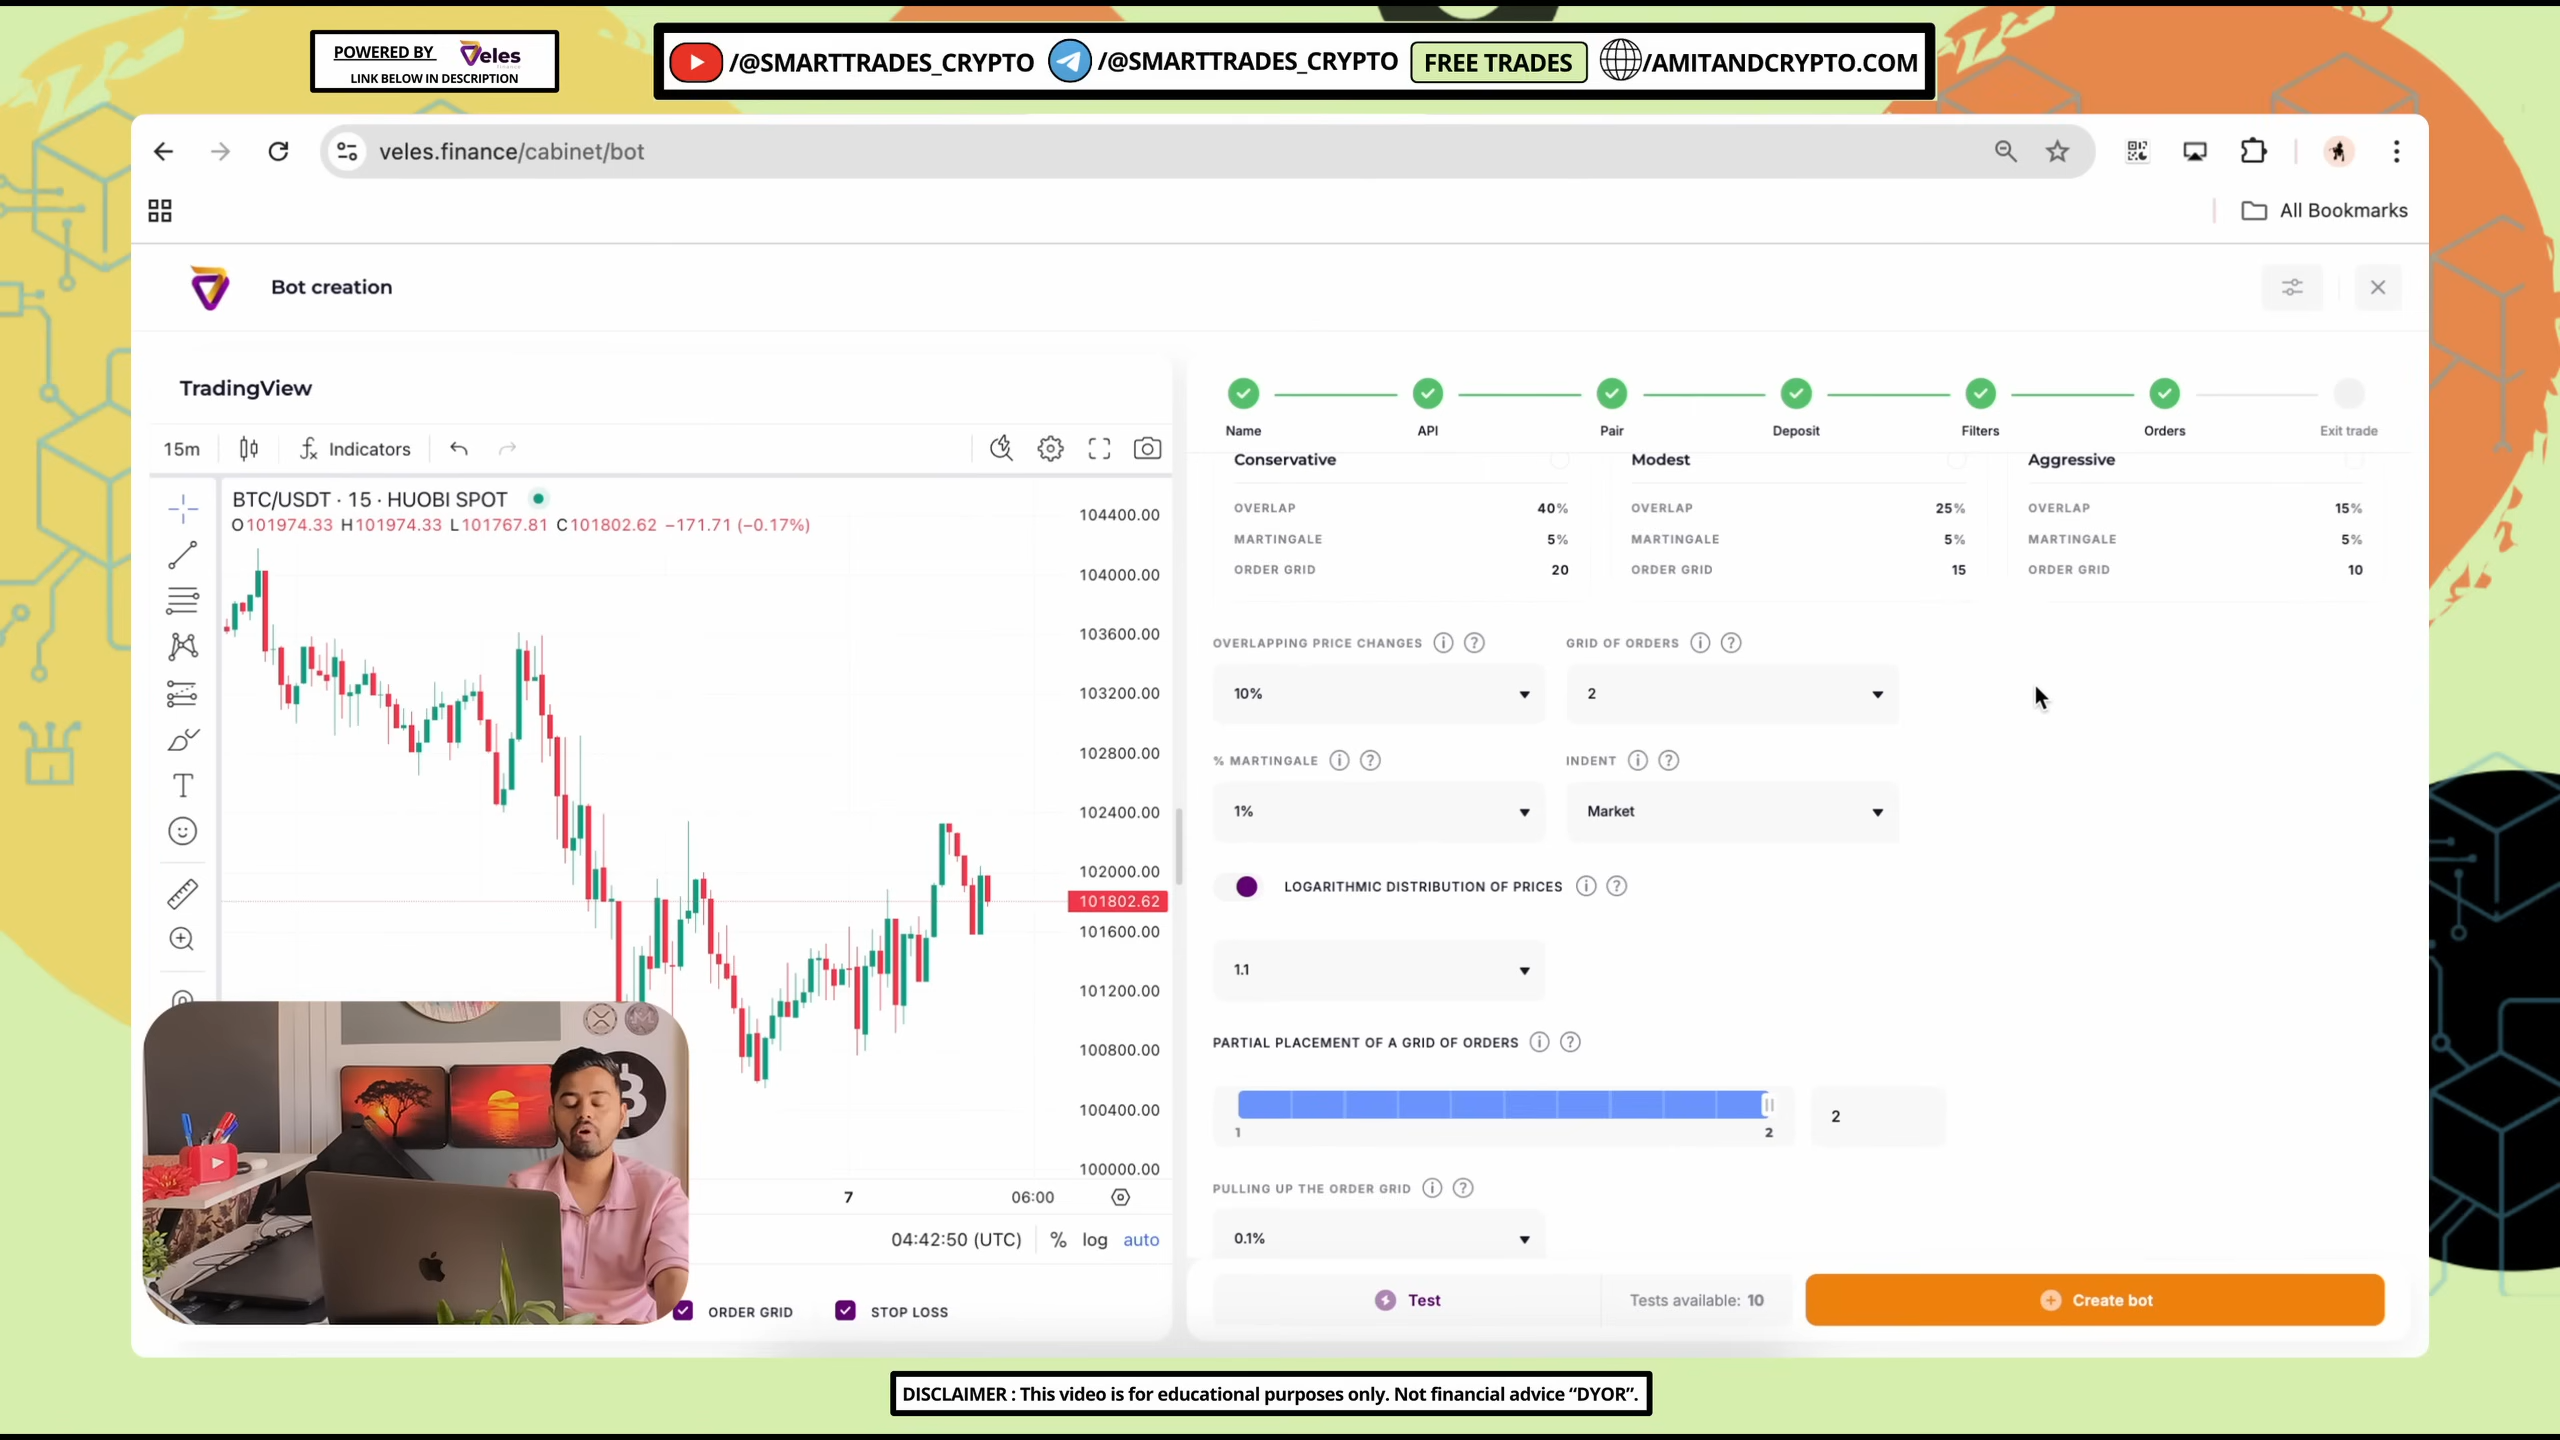 POWERED BY Veles
LINK BELOW IN DESCRIPTION
/@SMARTTRADES_CRYPTO /@SMARTTRADES_CRYPTO FREE TRADES /AMITANDCRYPTO.COM
veles.finance/cabinet/bot
All Bookmarks
Bot creation
TradingView
15m Indicators
BTC/USDT · 15 · HUOBI SPOT
O101974.33 H101974.33 L101767.81 C101802.62 −171.71 (−0.17%)
104400.00
104000.00
103600.00
103200.00
102800.00
102400.00
102000.00
101802.62
101600.00
101200.00
100800.00
100400.00
100000.00
7 06:00
04:42:50 (UTC) % log auto
ORDER GRID STOP LOSS
Name API Pair Deposit Filters Orders Exit trade
Conservative Modest Aggressive
OVERLAP 40% OVERLAP 25% OVERLAP 15%
MARTINGALE 5% MARTINGALE 5% MARTINGALE 5%
ORDER GRID 20 ORDER GRID 15 ORDER GRID 10
OVERLAPPING PRICE CHANGES GRID OF ORDERS
10% 2
% MARTINGALE INDENT
1% Market
LOGARITHMIC DISTRIBUTION OF PRICES
1.1
PARTIAL PLACEMENT OF A GRID OF ORDERS
1 2 2
PULLING UP THE ORDER GRID
0.1%
Test Tests available: 10 Create bot
DISCLAIMER : This video is for educational purposes only. Not financial advice “DYOR”.